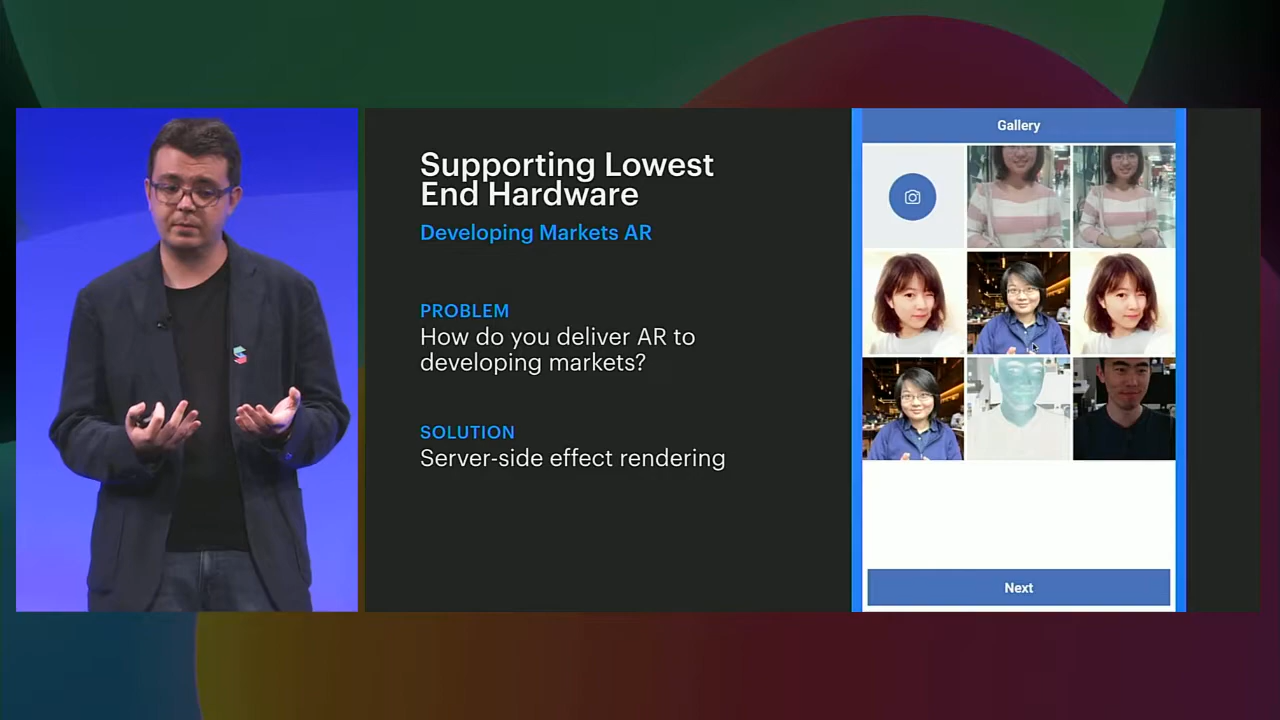 Supporting Lowest
End Hardware
Developing Markets AR
PROBLEM
How do you deliver AR to
developing markets?
SOLUTION
Server-side effect rendering
Gallery
Next